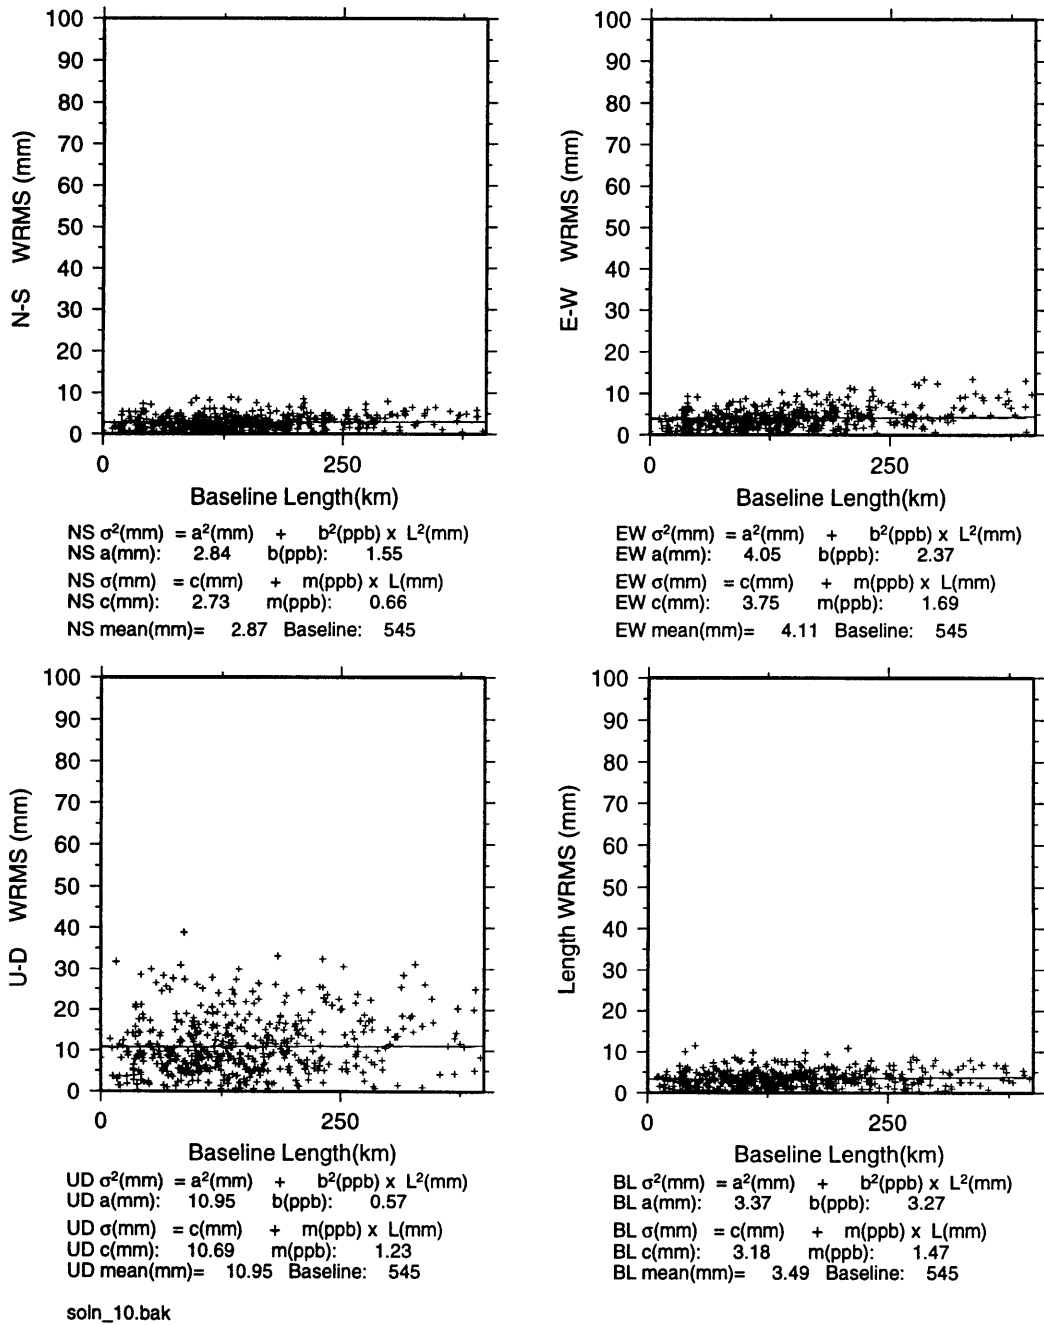 100
90
80
70
60
50
40
30
20
10
0
N-S WRMS (mm)
0 250
Baseline Length(km)
NS σ²(mm) = a²(mm) + b²(ppb) x L²(mm)
NS a(mm): 2.84 b(ppb): 1.55
NS σ(mm) = c(mm) + m(ppb) x L(mm)
NS c(mm): 2.73 m(ppb): 0.66
NS mean(mm)= 2.87 Baseline: 545
100
90
80
70
60
50
40
30
20
10
0
E-W WRMS (mm)
0 250
Baseline Length(km)
EW σ²(mm) = a²(mm) + b²(ppb) x L²(mm)
EW a(mm): 4.05 b(ppb): 2.37
EW σ(mm) = c(mm) + m(ppb) x L(mm)
EW c(mm): 3.75 m(ppb): 1.69
EW mean(mm)= 4.11 Baseline: 545
100
90
80
70
60
50
40
30
20
10
0
U-D WRMS (mm)
0 250
Baseline Length(km)
UD σ²(mm) = a²(mm) + b²(ppb) x L²(mm)
UD a(mm): 10.95 b(ppb): 0.57
UD σ(mm) = c(mm) + m(ppb) x L(mm)
UD c(mm): 10.69 m(ppb): 1.23
UD mean(mm)= 10.95 Baseline: 545
100
90
80
70
60
50
40
30
20
10
0
Length WRMS (mm)
0 250
Baseline Length(km)
BL σ²(mm) = a²(mm) + b²(ppb) x L²(mm)
BL a(mm): 3.37 b(ppb): 3.27
BL σ(mm) = c(mm) + m(ppb) x L(mm)
BL c(mm): 3.18 m(ppb): 1.47
BL mean(mm)= 3.49 Baseline: 545
soln_10.bak